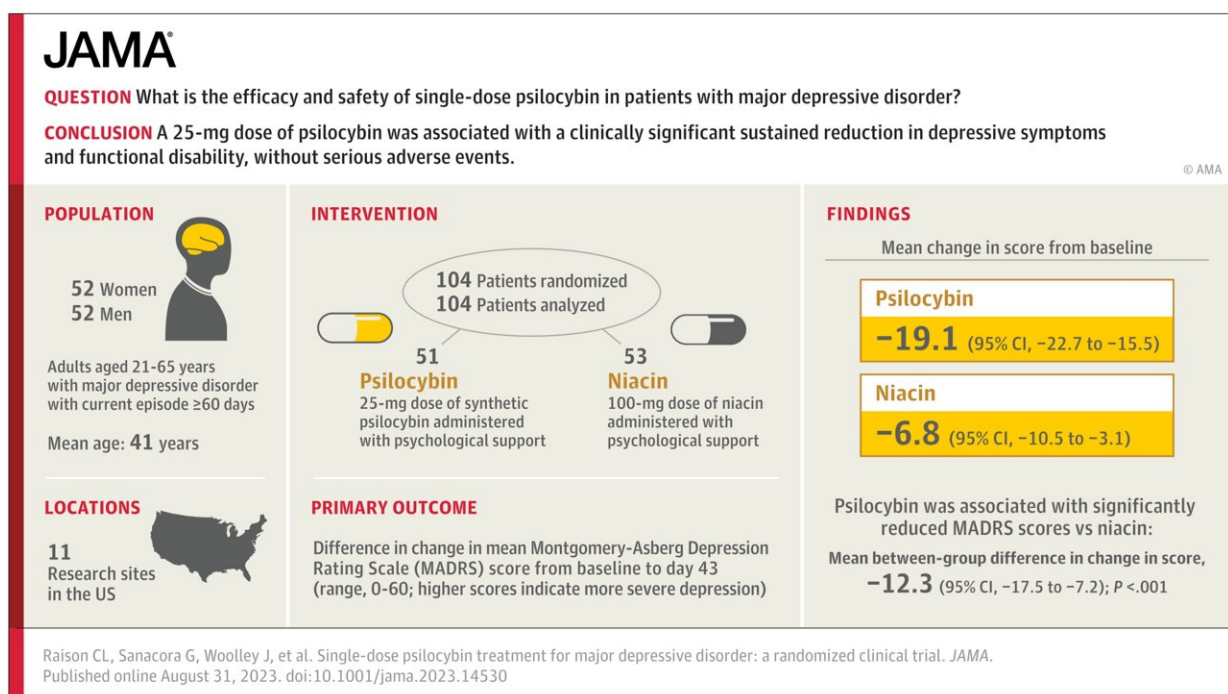 JAMA®
QUESTION What is the efficacy and safety of single-dose psilocybin in patients with major depressive disorder?
CONCLUSION A 25-mg dose of psilocybin was associated with a clinically significant sustained reduction in depressive symptoms
and functional disability, without serious adverse events.
© AMA
POPULATION
52 Women
52 Men
Adults aged 21-65 years
with major depressive disorder
with current episode ≥60 days
Mean age: 41 years
LOCATIONS
11
Research sites
in the US
INTERVENTION
104 Patients randomized
104 Patients analyzed
51
Psilocybin
25-mg dose of synthetic
psilocybin administered
with psychological support
53
Niacin
100-mg dose of niacin
administered with
psychological support
PRIMARY OUTCOME
Difference in change in mean Montgomery-Asberg Depression
Rating Scale (MADRS) score from baseline to day 43
(range, 0-60; higher scores indicate more severe depression)
FINDINGS
Mean change in score from baseline
Psilocybin
−19.1 (95% CI, −22.7 to −15.5)
Niacin
−6.8 (95% CI, −10.5 to −3.1)
Psilocybin was associated with significantly
reduced MADRS scores vs niacin:
Mean between-group difference in change in score,
−12.3 (95% CI, −17.5 to −7.2); P <.001
Raison CL, Sanacora G, Woolley J, et al. Single-dose psilocybin treatment for major depressive disorder: a randomized clinical trial. JAMA.
Published online August 31, 2023. doi:10.1001/jama.2023.14530